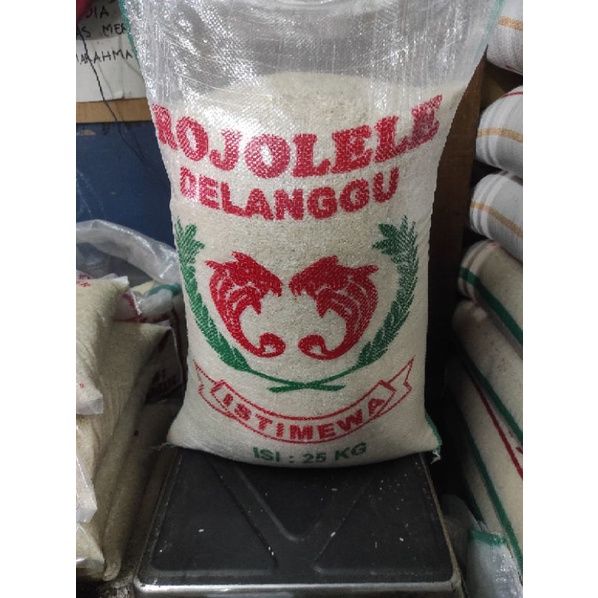 ROJOLELE
DELANGGU
ISTIMEWA
ISI : 25 KG